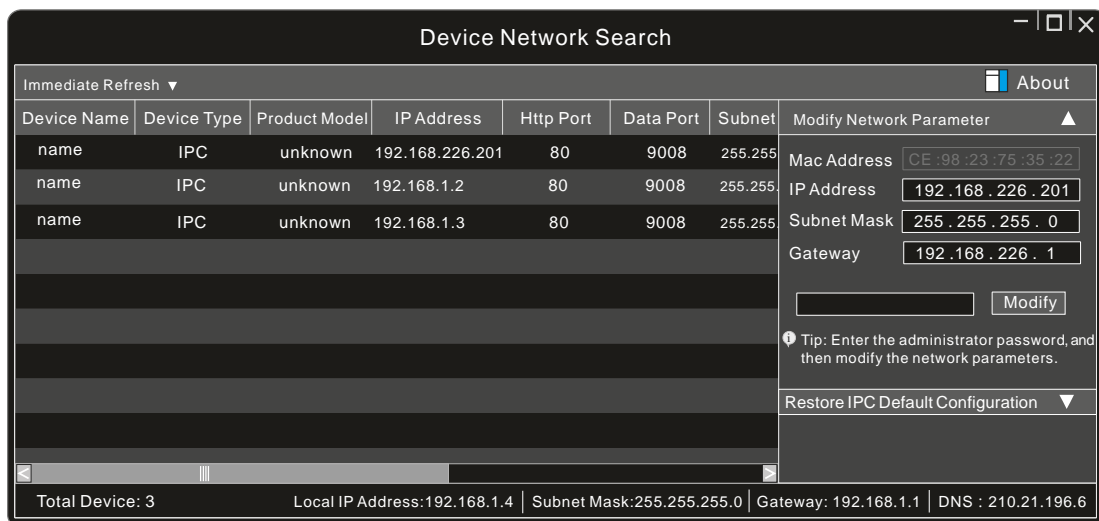 Device Network Search
Immediate Refresh ▼ About
Device Name Device Type Product Model IP Address Http Port Data Port Subnet
name IPC unknown 192.168.226.201 80 9008 255.255
name IPC unknown 192.168.1.2 80 9008 255.255.
name IPC unknown 192.168.1.3 80 9008 255.255.
Modify Network Parameter ▲
Mac Address CE :98 :23 :75 :35 :22
IP Address 192 .168 . 226 . 201
Subnet Mask 255 . 255 . 255 . 0
Gateway 192 .168 . 226 . 1
Modify
Tip: Enter the administrator password, and
then modify the network parameters.
Restore IPC Default Configuration ▼
Total Device: 3 Local IP Address:192.168.1.4 Subnet Mask:255.255.255.0 Gateway: 192.168.1.1 DNS : 210.21.196.6